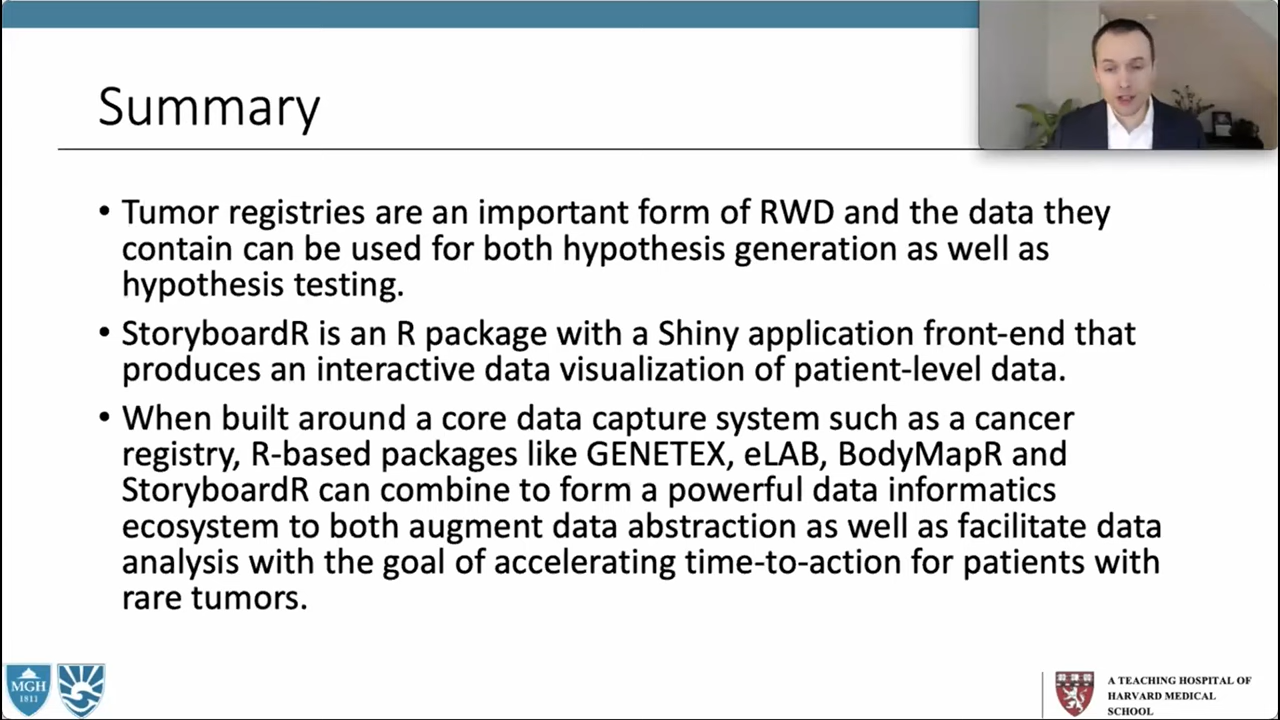 Summary
• Tumor registries are an important form of RWD and the data they
contain can be used for both hypothesis generation as well as
hypothesis testing.
• StoryboardR is an R package with a Shiny application front-end that
produces an interactive data visualization of patient-level data.
• When built around a core data capture system such as a cancer
registry, R-based packages like GENETEX, eLAB, BodyMapR and
StoryboardR can combine to form a powerful data informatics
ecosystem to both augment data abstraction as well as facilitate data
analysis with the goal of accelerating time-to-action for patients with
rare tumors.
MGH
1811
A TEACHING HOSPITAL OF
HARVARD MEDICAL
SCHOOL